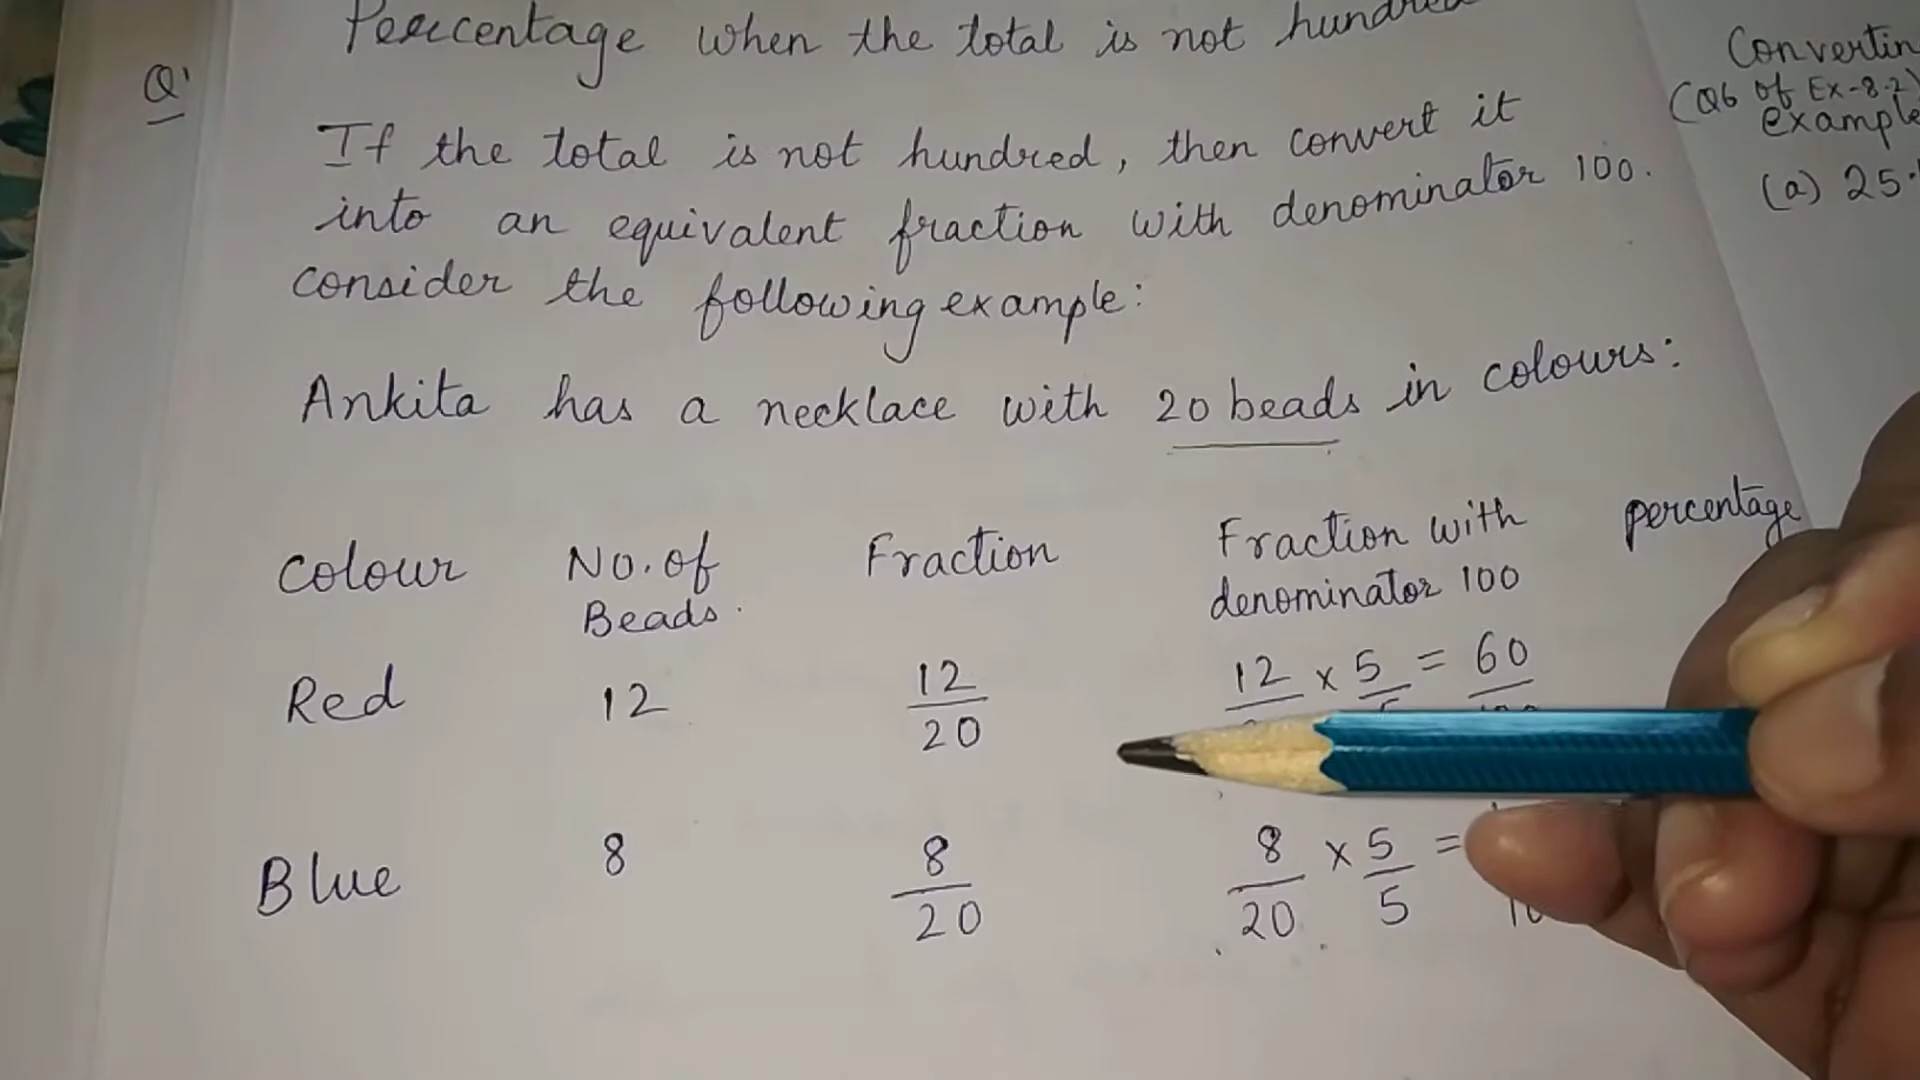 Percentage when the total is not hundred
Q1
If the total is not hundred, then convert it
into an equivalent fraction with denominator 100.
consider the following example:
Ankita has a necklace with 20 beads in colours:
Colour No. of Beads. Fraction Fraction with denominator 100 percentage
Red 12 12/20 12 × 5 = 60
Blue 8 8/20 8/20 × 5/5 =
(Q6 of Ex-8.2)
example
(a) 25